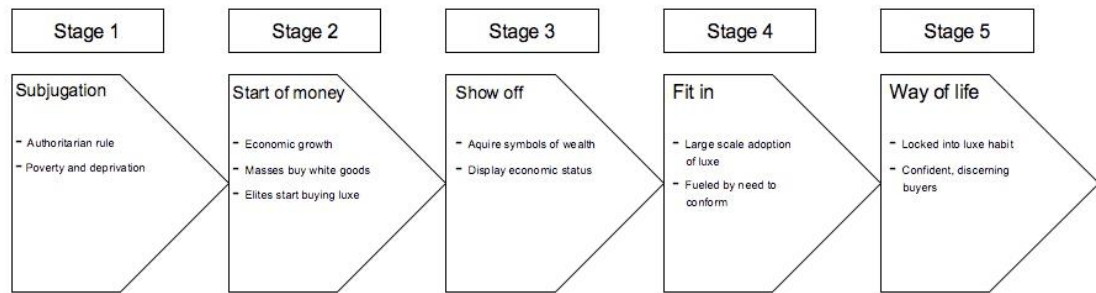 Stage 1
Stage 2
Stage 3
Stage 4
Stage 5
Subjugation
- Authoritarian rule
- Poverty and deprivation
Start of money
- Economic growth
- Masses buy white goods
- Elites start buying luxe
Show off
- Aquire symbols of wealth
- Display economic status
Fit in
- Large scale adoption
of luxe
- Fueled by need to
conform
Way of life
- Locked into luxe habit
- Confident, discerning
buyers